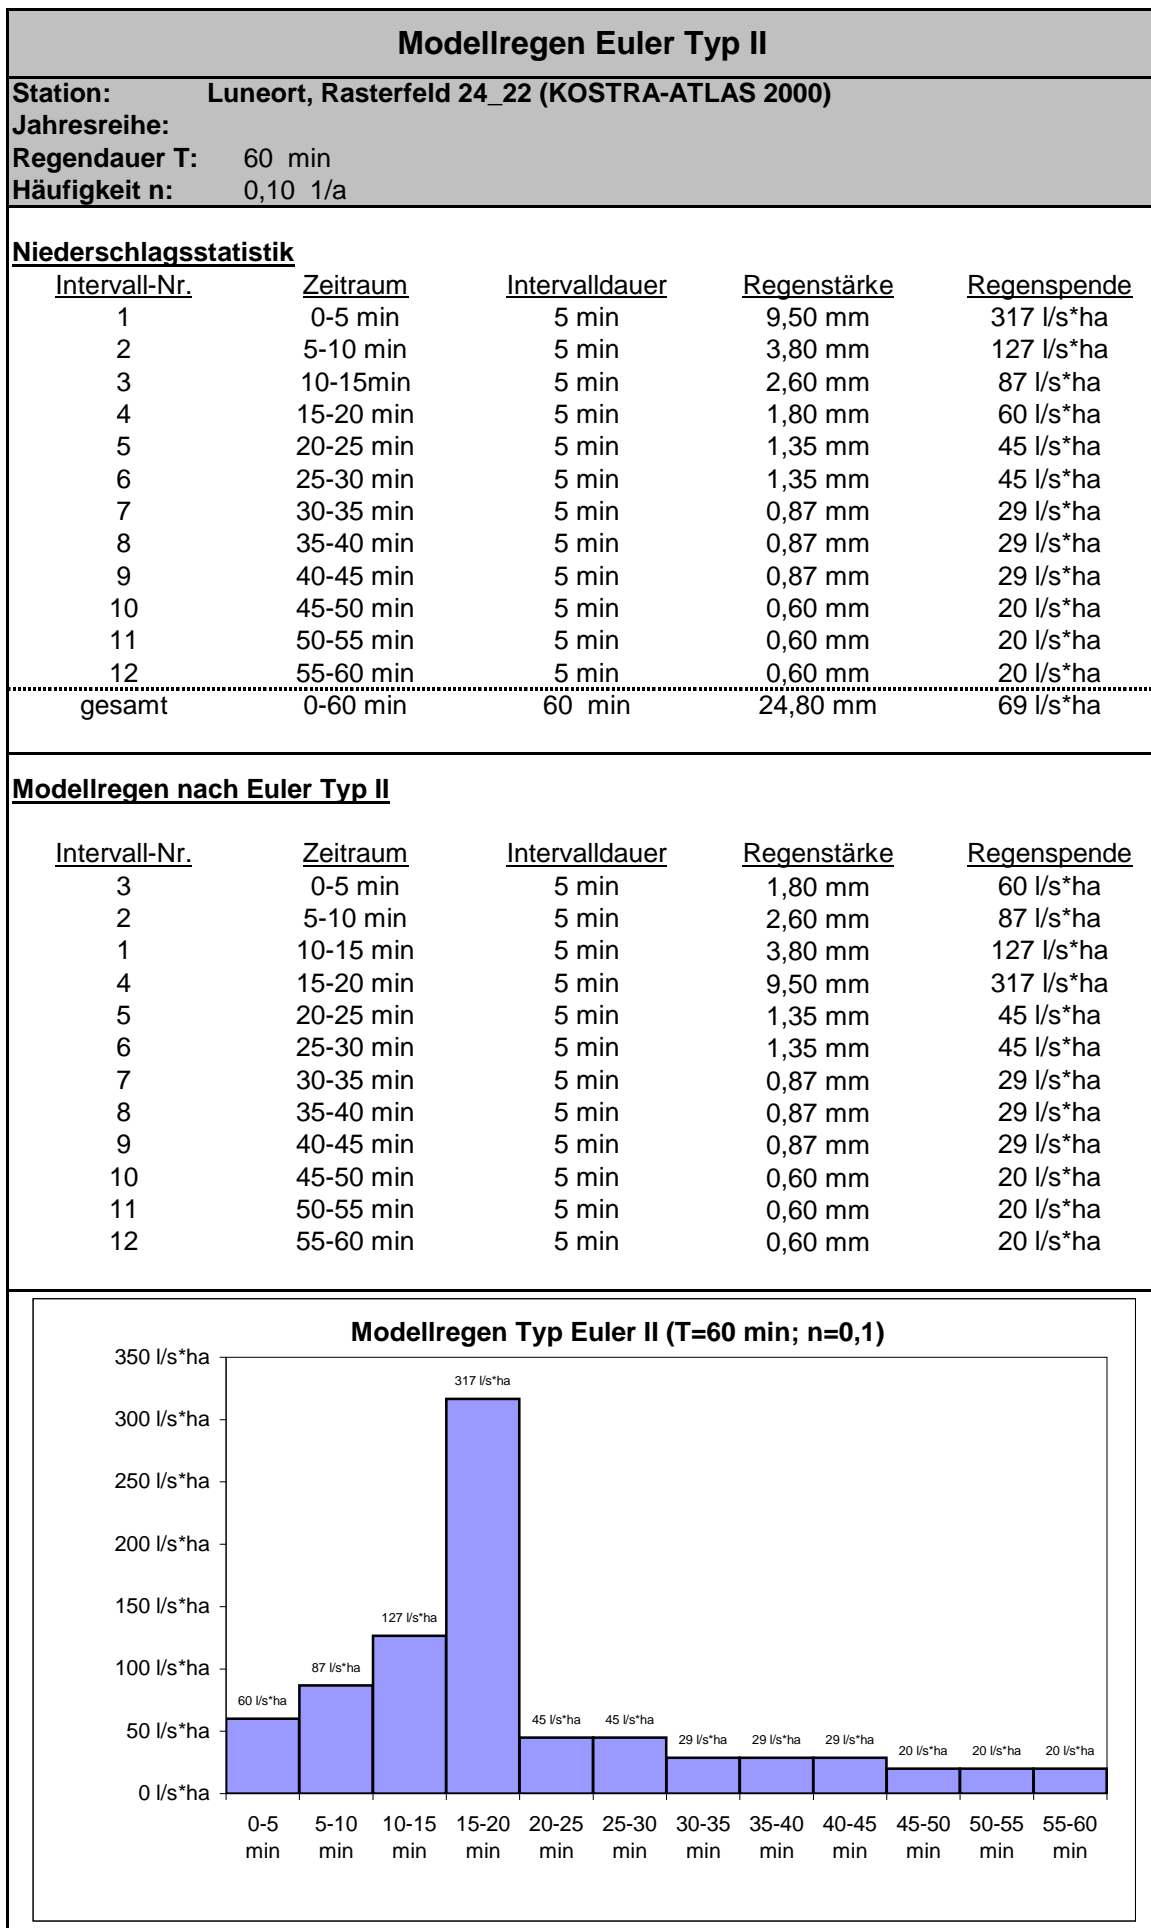 Modellregen Euler Typ II
Station: Luneort, Rasterfeld 24_22 (KOSTRA-ATLAS 2000)
Jahresreihe:
Regendauer T: 60 min
Häufigkeit n: 0,10 1/a
Niederschlagsstatistik
Intervall-Nr. Zeitraum Intervalldauer Regenstärke Regenspende
1 0-5 min 5 min 9,50 mm 317 l/s*ha
2 5-10 min 5 min 3,80 mm 127 l/s*ha
3 10-15min 5 min 2,60 mm 87 l/s*ha
4 15-20 min 5 min 1,80 mm 60 l/s*ha
5 20-25 min 5 min 1,35 mm 45 l/s*ha
6 25-30 min 5 min 1,35 mm 45 l/s*ha
7 30-35 min 5 min 0,87 mm 29 l/s*ha
8 35-40 min 5 min 0,87 mm 29 l/s*ha
9 40-45 min 5 min 0,87 mm 29 l/s*ha
10 45-50 min 5 min 0,60 mm 20 l/s*ha
11 50-55 min 5 min 0,60 mm 20 l/s*ha
12 55-60 min 5 min 0,60 mm 20 l/s*ha
gesamt 0-60 min 60 min 24,80 mm 69 l/s*ha
Modellregen nach Euler Typ II
Intervall-Nr. Zeitraum Intervalldauer Regenstärke Regenspende
3 0-5 min 5 min 1,80 mm 60 l/s*ha
2 5-10 min 5 min 2,60 mm 87 l/s*ha
1 10-15 min 5 min 3,80 mm 127 l/s*ha
4 15-20 min 5 min 9,50 mm 317 l/s*ha
5 20-25 min 5 min 1,35 mm 45 l/s*ha
6 25-30 min 5 min 1,35 mm 45 l/s*ha
7 30-35 min 5 min 0,87 mm 29 l/s*ha
8 35-40 min 5 min 0,87 mm 29 l/s*ha
9 40-45 min 5 min 0,87 mm 29 l/s*ha
10 45-50 min 5 min 0,60 mm 20 l/s*ha
11 50-55 min 5 min 0,60 mm 20 l/s*ha
12 55-60 min 5 min 0,60 mm 20 l/s*ha
Modellregen Typ Euler II (T=60 min; n=0,1)
350 l/s*ha
317 l/s*ha
300 l/s*ha
250 l/s*ha
200 l/s*ha
150 l/s*ha
127 l/s*ha
100 l/s*ha
87 l/s*ha
60 l/s*ha
50 l/s*ha
45 l/s*ha 45 l/s*ha
29 l/s*ha 29 l/s*ha 29 l/s*ha
20 l/s*ha 20 l/s*ha 20 l/s*ha
0 l/s*ha
0-5 5-10 10-15 15-20 20-25 25-30 30-35 35-40 40-45 45-50 50-55 55-60
min min min min min min min min min min min min